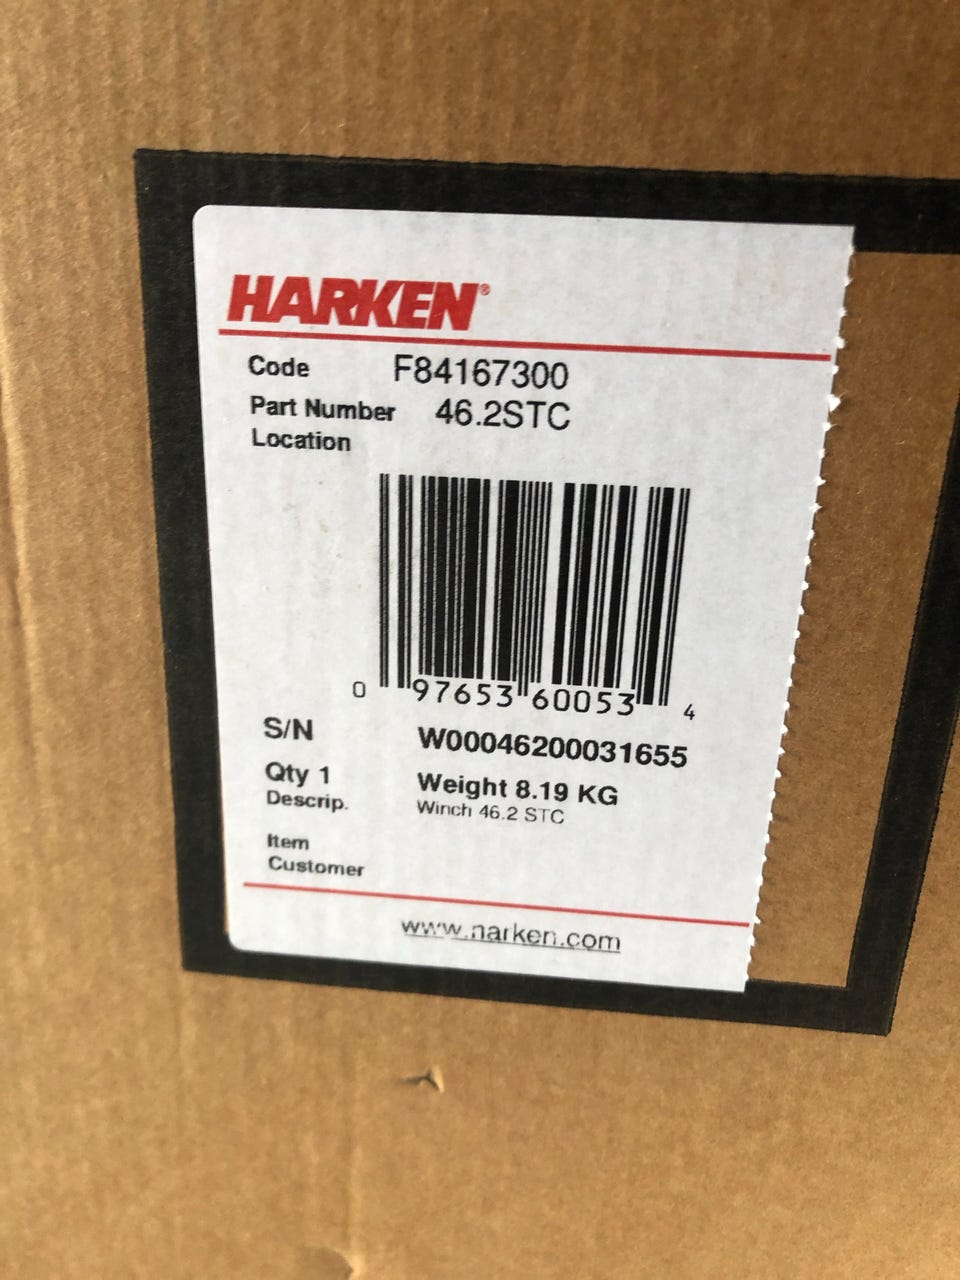 HARKEN®
Code F84167300
Part Number 46.2STC
Location
0 97653 60053 4
S/N W00046200031655
Qty 1 Weight 8.19 KG
Descrip. Winch 46.2 STC
Item
Customer
www.harken.com